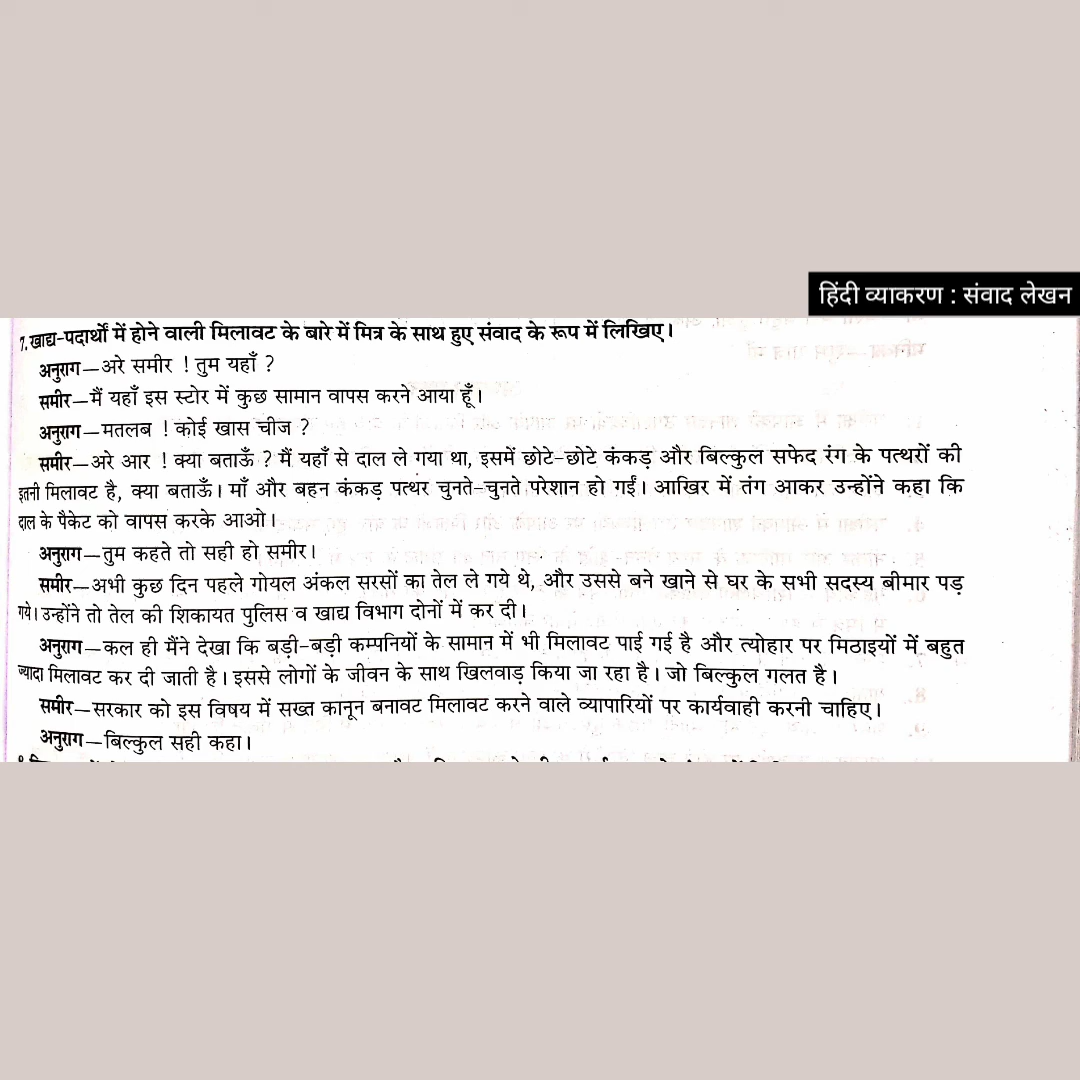 हिंदी व्याकरण : संवाद लेखन
7. खाद्य-पदार्थों में होने वाली मिलावट के बारे में मित्र के साथ हुए संवाद के रूप में लिखिए।
अनुराग—अरे समीर ! तुम यहाँ ?
समीर—मैं यहाँ इस स्टोर में कुछ सामान वापस करने आया हूँ।
अनुराग—मतलब ! कोई खास चीज ?
समीर—अरे आर ! क्या बताऊँ ? मैं यहाँ से दाल ले गया था, इसमें छोटे-छोटे कंकड़ और बिल्कुल सफेद रंग के पत्थरों की
इतनी मिलावट है, क्या बताऊँ। माँ और बहन कंकड़ पत्थर चुनते-चुनते परेशान हो गईं। आखिर में तंग आकर उन्होंने कहा कि
दाल के पैकेट को वापस करके आओ।
अनुराग—तुम कहते तो सही हो समीर।
समीर—अभी कुछ दिन पहले गोयल अंकल सरसों का तेल ले गये थे, और उससे बने खाने से घर के सभी सदस्य बीमार पड़
गये। उन्होंने तो तेल की शिकायत पुलिस व खाद्य विभाग दोनों में कर दी।
अनुराग—कल ही मैंने देखा कि बड़ी-बड़ी कम्पनियों के सामान में भी मिलावट पाई गई है और त्योहार पर मिठाइयों में बहुत
ज्यादा मिलावट कर दी जाती है। इससे लोगों के जीवन के साथ खिलवाड़ किया जा रहा है। जो बिल्कुल गलत है।
समीर—सरकार को इस विषय में सख्त कानून बनावट मिलावट करने वाले व्यापारियों पर कार्यवाही करनी चाहिए।
अनुराग—बिल्कुल सही कहा।